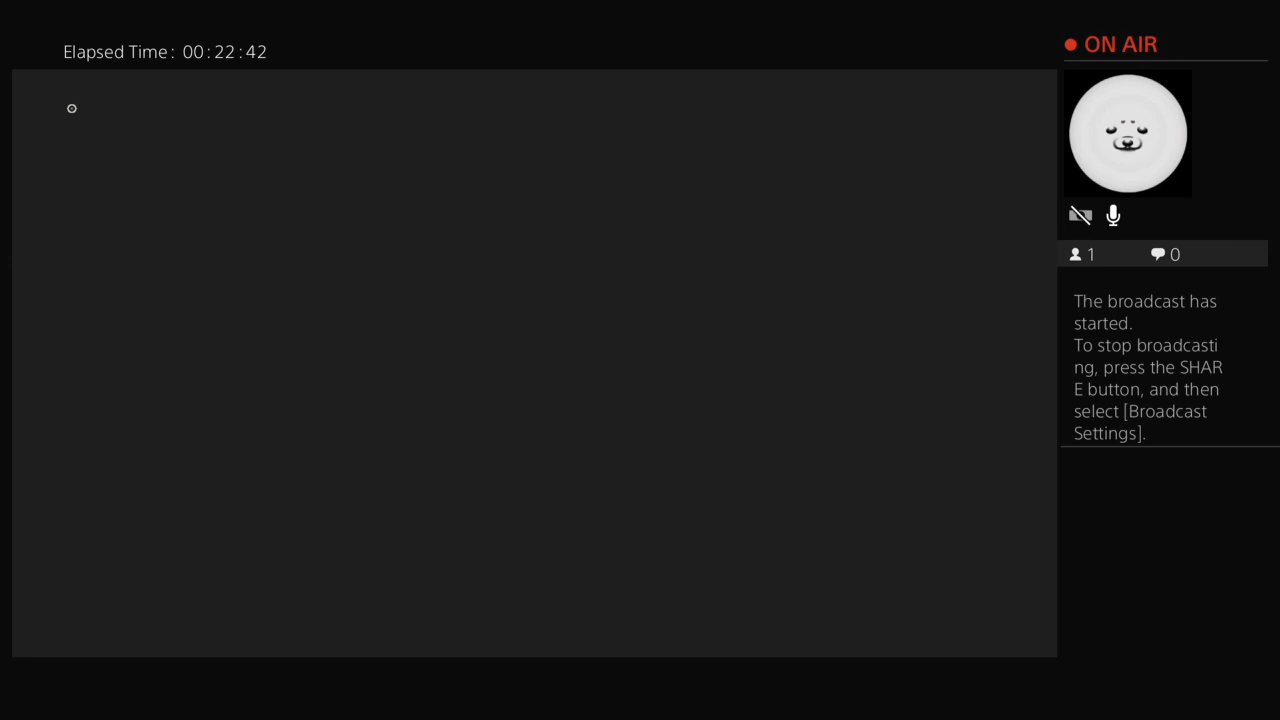 Elapsed Time: 00:22:42
ON AIR
1
0
The broadcast has
started.
To stop broadcasti
ng, press the SHAR
E button, and then
select [Broadcast
Settings].